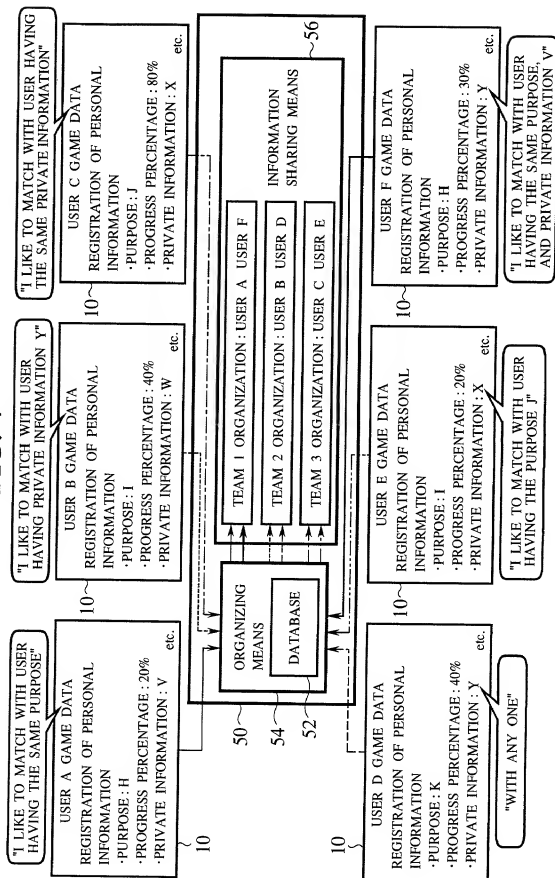 "I LIKE TO MATCH WITH USER
HAVING THE SAME PURPOSE"
USER A GAME DATA
REGISTRATION OF PERSONAL
INFORMATION
·PURPOSE : H
·PROGRESS PERCENTAGE : 20%
·PRIVATE INFORMATION : V
etc.
10
"I LIKE TO MATCH WITH USER
HAVING PRIVATE INFORMATION Y"
USER B GAME DATA
REGISTRATION OF PERSONAL
INFORMATION
·PURPOSE : I
·PROGRESS PERCENTAGE : 40%
·PRIVATE INFORMATION : W
etc.
10
"I LIKE TO MATCH WITH USER HAVING
THE SAME PRIVATE INFORMATION"
USER C GAME DATA
REGISTRATION OF PERSONAL
INFORMATION
·PURPOSE : J
·PROGRESS PERCENTAGE : 80%
·PRIVATE INFORMATION : X
etc.
10
50
54
52
ORGANIZING
MEANS
DATABASE
TEAM 1 ORGANIZATION : USER A USER F
TEAM 2 ORGANIZATION : USER B USER D
TEAM 3 ORGANIZATION : USER C USER E
INFORMATION
SHARING MEANS
56
10
USER D GAME DATA
REGISTRATION OF PERSONAL
INFORMATION
·PURPOSE : K
·PROGRESS PERCENTAGE : 40%
·PRIVATE INFORMATION : Y
etc.
"WITH ANY ONE"
10
USER E GAME DATA
REGISTRATION OF PERSONAL
INFORMATION
·PURPOSE : I
·PROGRESS PERCENTAGE : 20%
·PRIVATE INFORMATION : X
etc.
"I LIKE TO MATCH WITH USER
HAVING THE PURPOSE J"
10
USER F GAME DATA
REGISTRATION OF PERSONAL
INFORMATION
·PURPOSE : H
·PROGRESS PERCENTAGE : 30%
·PRIVATE INFORMATION : Y
etc.
"I LIKE TO MATCH WITH USER
HAVING THE SAME PURPOSE,
AND PRIVATE INFORMATION V"